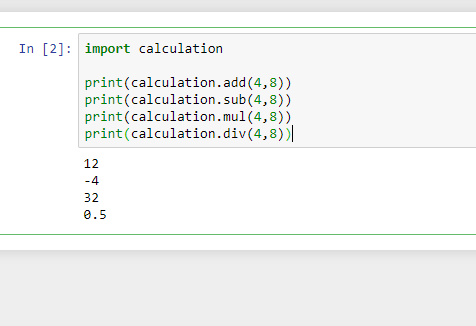 In [2]: import calculation
print(calculation.add(4,8))
print(calculation.sub(4,8))
print(calculation.mul(4,8))
print(calculation.div(4,8))
12
-4
32
0.5